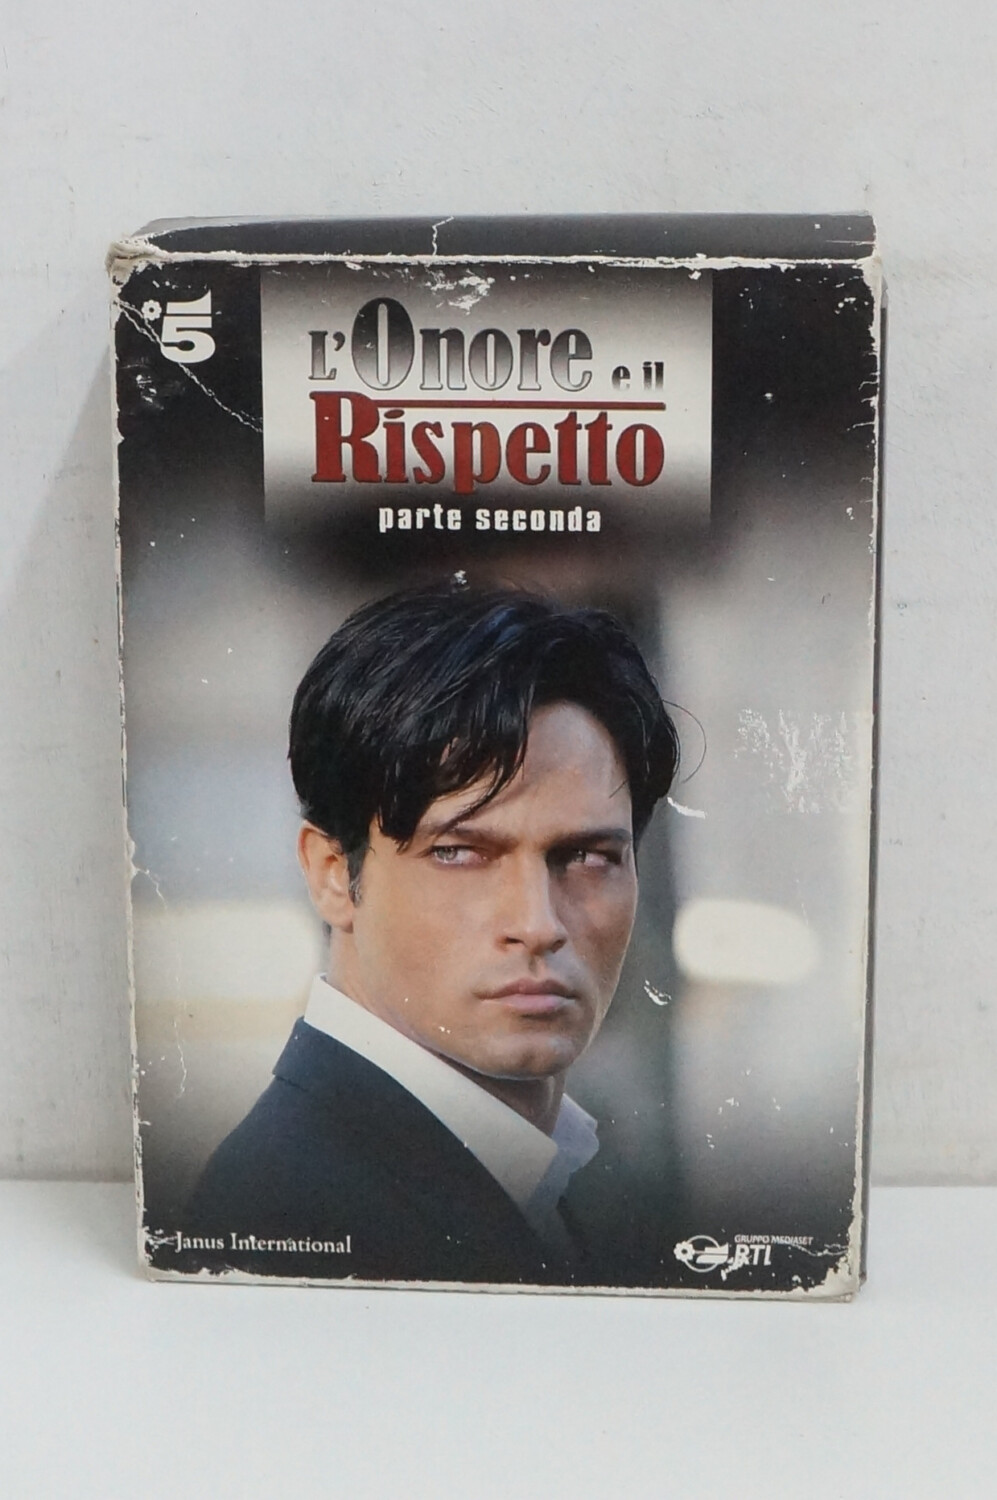 5
L'Onore e il
Rispetto
parte seconda
Janus International
GRUPPO MEDIASET
RTI